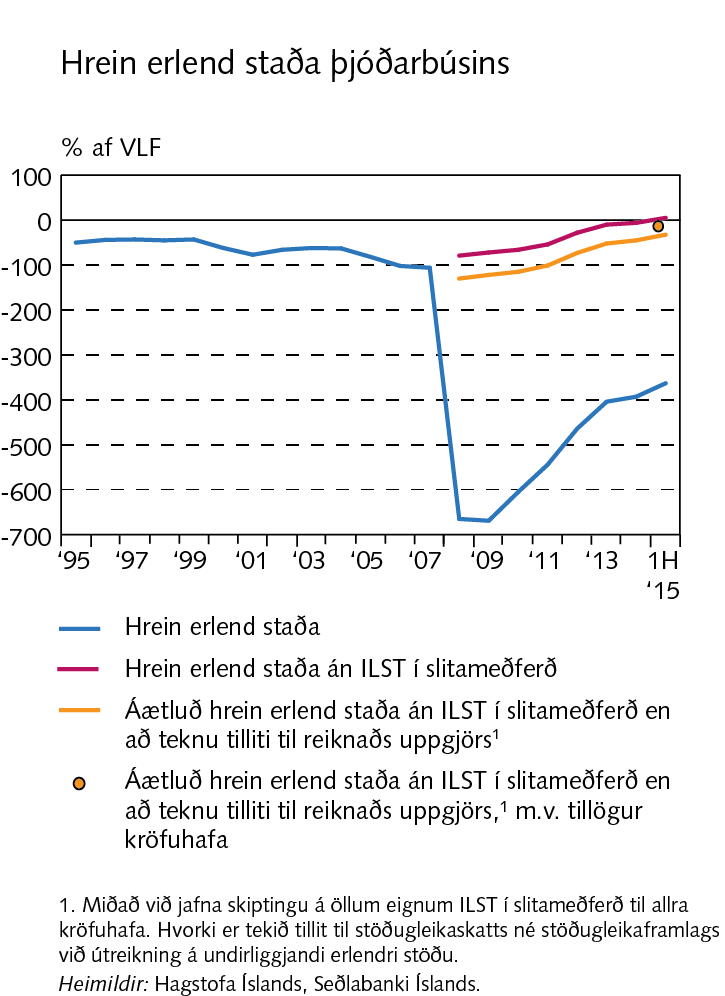 Hrein erlend staða þjóðarbúsins
% af VLF
100
0
-100
-200
-300
-400
-500
-600
-700
‘95 ‘97 ‘99 ‘01 ‘03 ‘05 ‘07 ‘09 ‘11 ‘13 1H
‘15
Hrein erlend staða
Hrein erlend staða án ILST í slitameðferð
Áætluð hrein erlend staða án ILST í slitameðferð en
að teknu tilliti til reiknaðs uppgjörs¹
Áætluð hrein erlend staða án ILST í slitameðferð en
að teknu tilliti til reiknaðs uppgjörs,¹ m.v. tillögur
kröfuhafa
1. Miðað við jafna skiptingu á öllum eignum ILST í slitameðferð til allra
kröfuhafa. Hvorki er tekið tillit til stöðugleikaskatts né stöðugleikaframlags
við útreikning á undirliggjandi erlendri stöðu.
Heimildir: Hagstofa Íslands, Seðlabanki Íslands.